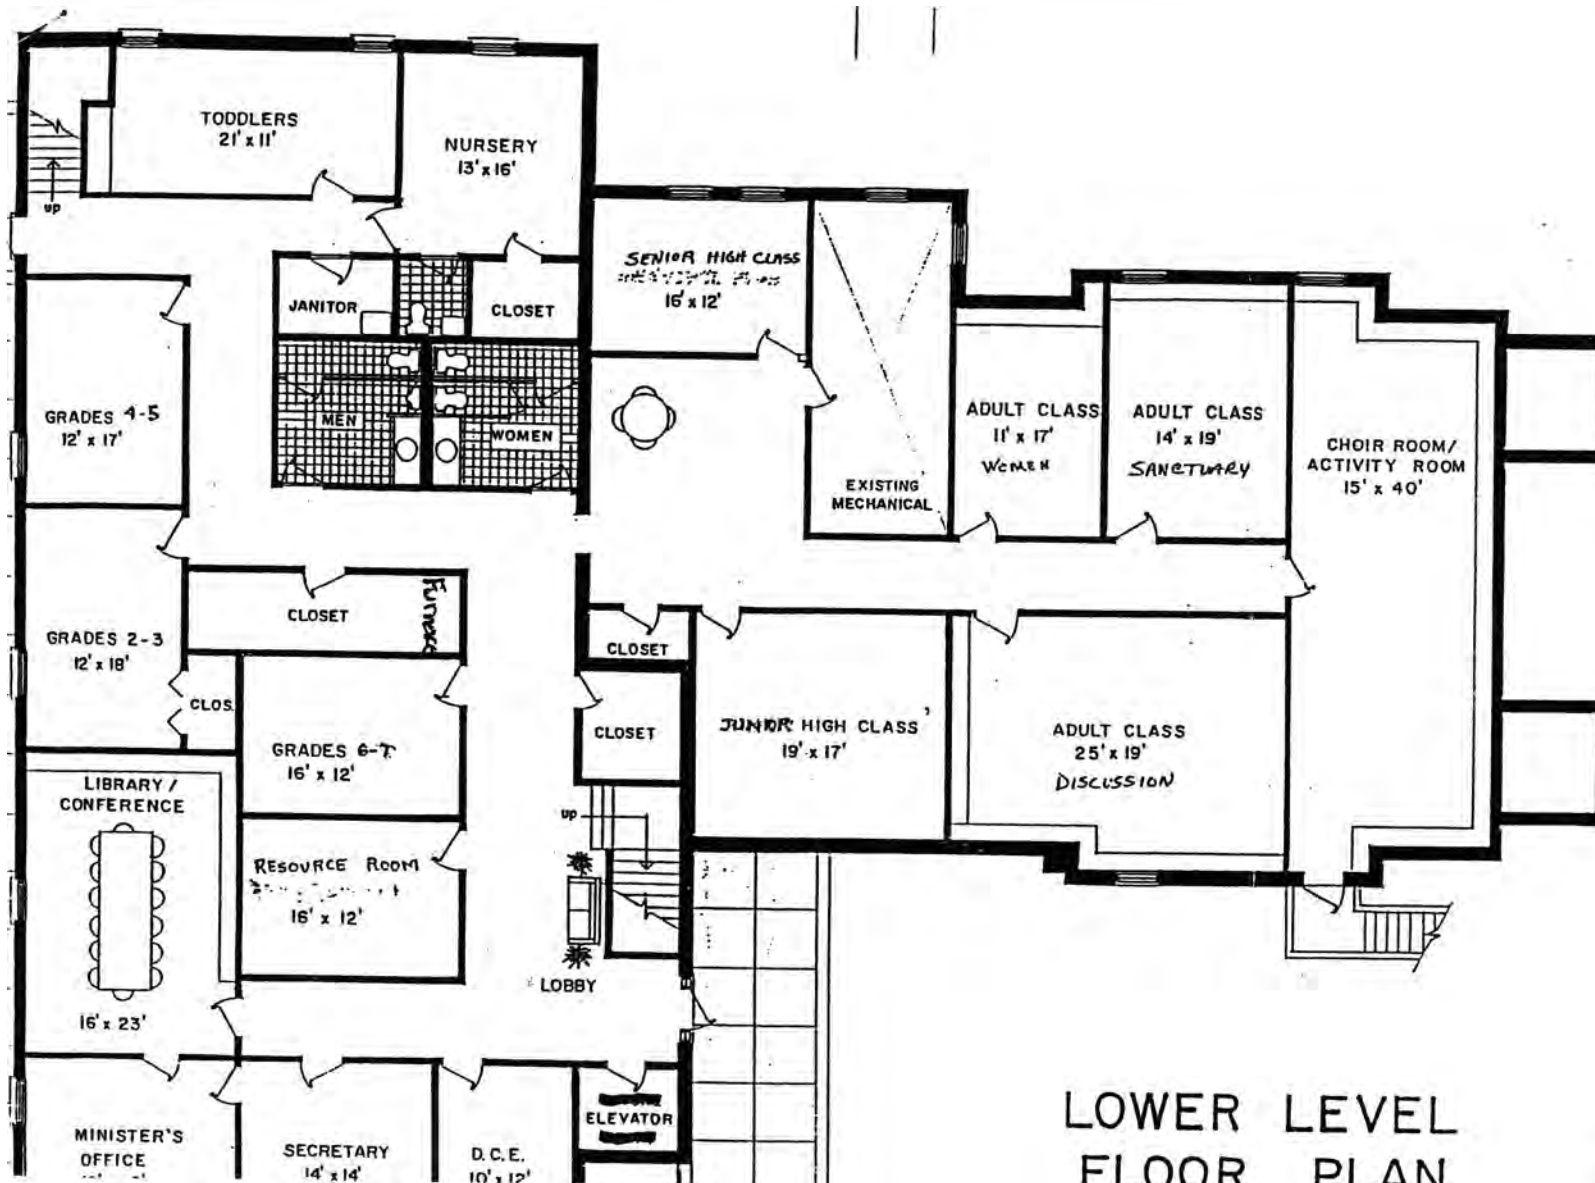 TODDLERS
21' x 11'
NURSERY
13' x 16'
UP
SENIOR HIGH CLASS
16' x 12'
JANITOR
CLOSET
GRADES 4-5
12' x 17'
MEN
WOMEN
EXISTING
MECHANICAL
ADULT CLASS
11' x 17'
WOMEN
ADULT CLASS
14' x 19'
SANCTUARY
CHOIR ROOM/
ACTIVITY ROOM
15' x 40'
CLOSET
Furnace
GRADES 2-3
12' x 18'
CLOS.
CLOSET
CLOSET
GRADES 6-7
16' x 12'
JUNIOR HIGH CLASS
19' x 17'
ADULT CLASS
25' x 19'
DISCUSSION
LIBRARY /
CONFERENCE
16' x 23'
UP
RESOURCE ROOM
16' x 12'
LOBBY
MINISTER'S
OFFICE
SECRETARY
14' x 14'
D.C.E.
10' x 12'
ELEVATOR
LOWER LEVEL
FLOOR PLAN